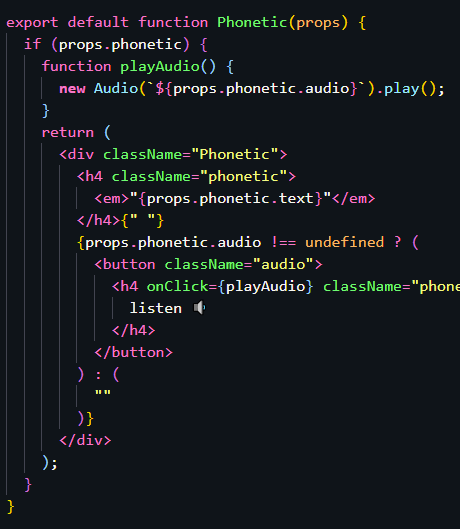 export default function Phonetic(props) {
  if (props.phonetic) {
    function playAudio() {
      new Audio(`${props.phonetic.audio}`).play();
    }
    return (
      <div className="Phonetic">
        <h4 className="phonetic">
          <em>"{props.phonetic.text}"</em>
        </h4>{" "}
        {props.phonetic.audio !== undefined ? (
          <button className="audio">
            <h4 onClick={playAudio} className="phone
              listen 🔈
            </h4>
          </button>
        ) : (
          ""
        )}
      </div>
    );
  }
}